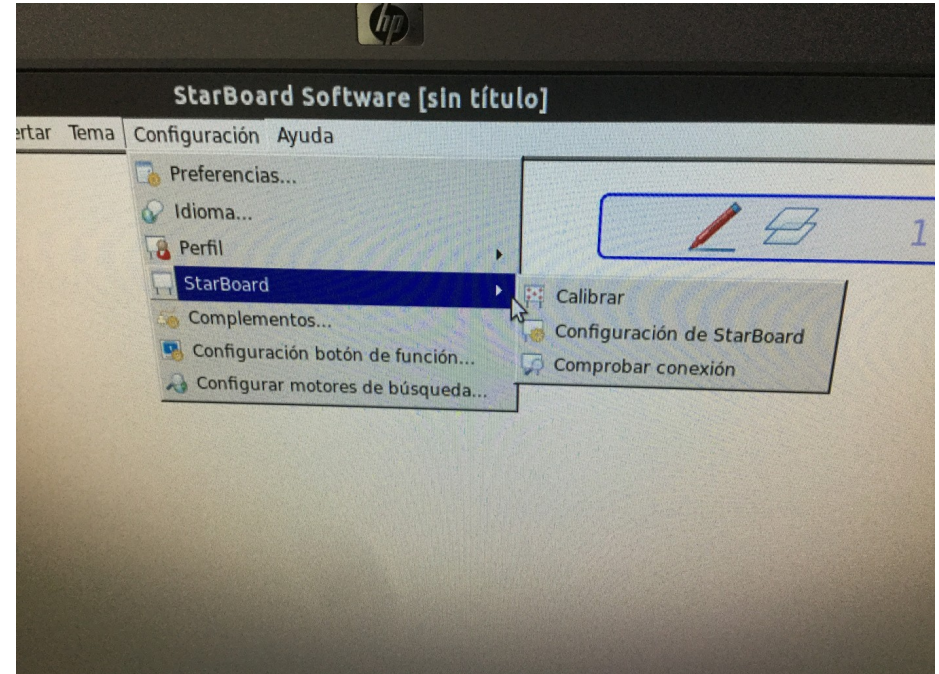 hp
StarBoard Software [sin título]
ertar Tema Configuración Ayuda
Preferencias...
Idioma...
Perfil
StarBoard
Complementos...
Configuración botón de función...
Configurar motores de búsqueda...
Calibrar
Configuración de StarBoard
Comprobar conexión
1